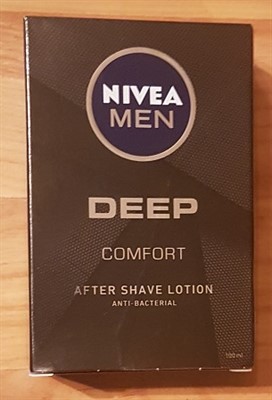 NIVEA
MEN
DEEP
COMFORT
AFTER SHAVE LOTION
ANTI-BACTERIAL
100 ml